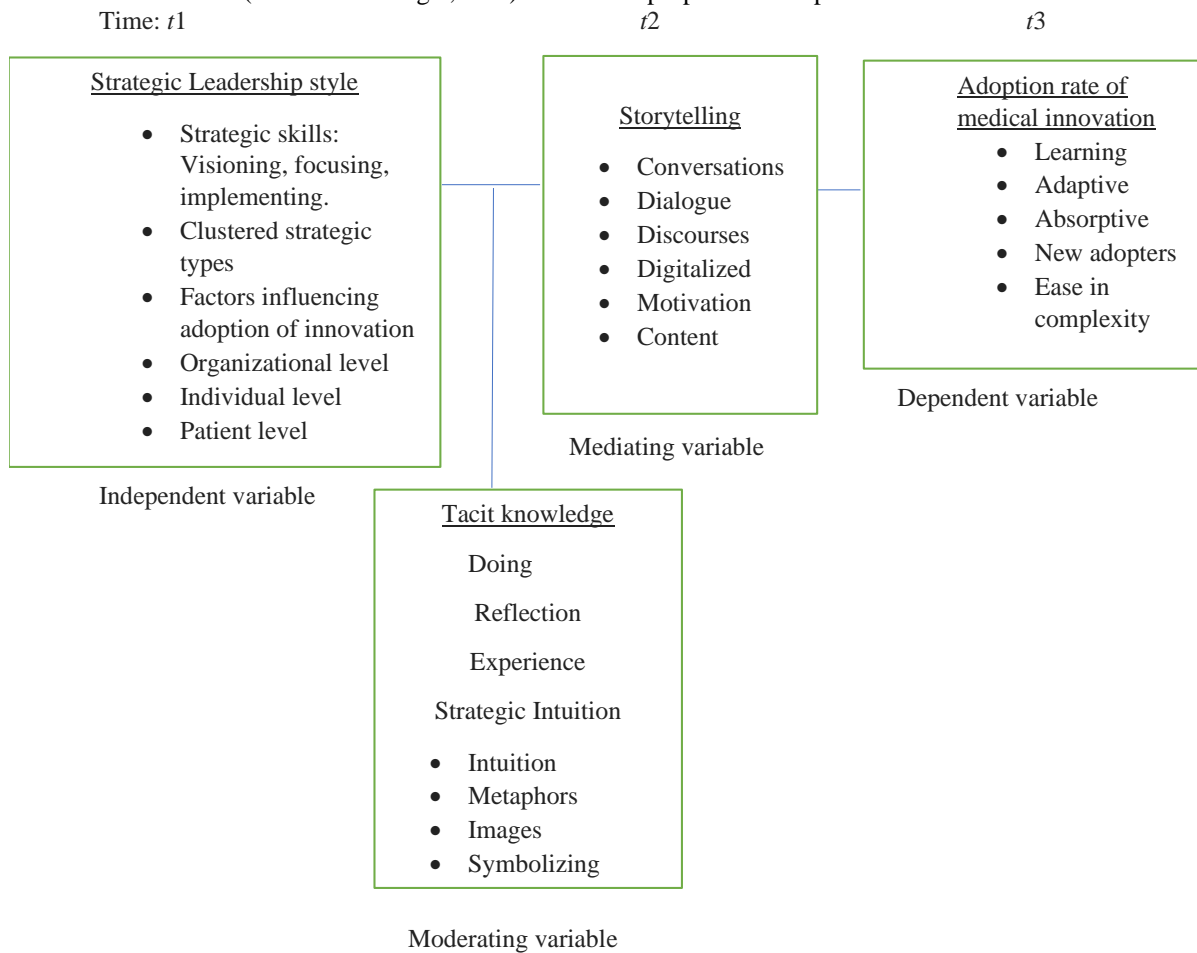 Time: t1 t2 t3
Strategic Leadership style
• Strategic skills:
Visioning, focusing,
implementing.
• Clustered strategic
types
• Factors influencing
adoption of innovation
• Organizational level
• Individual level
• Patient level
Independent variable
Storytelling
• Conversations
• Dialogue
• Discourses
• Digitalized
• Motivation
• Content
Mediating variable
Adoption rate of
medical innovation
• Learning
• Adaptive
• Absorptive
• New adopters
• Ease in
complexity
Dependent variable
Tacit knowledge
Doing
Reflection
Experience
Strategic Intuition
• Intuition
• Metaphors
• Images
• Symbolizing
Moderating variable